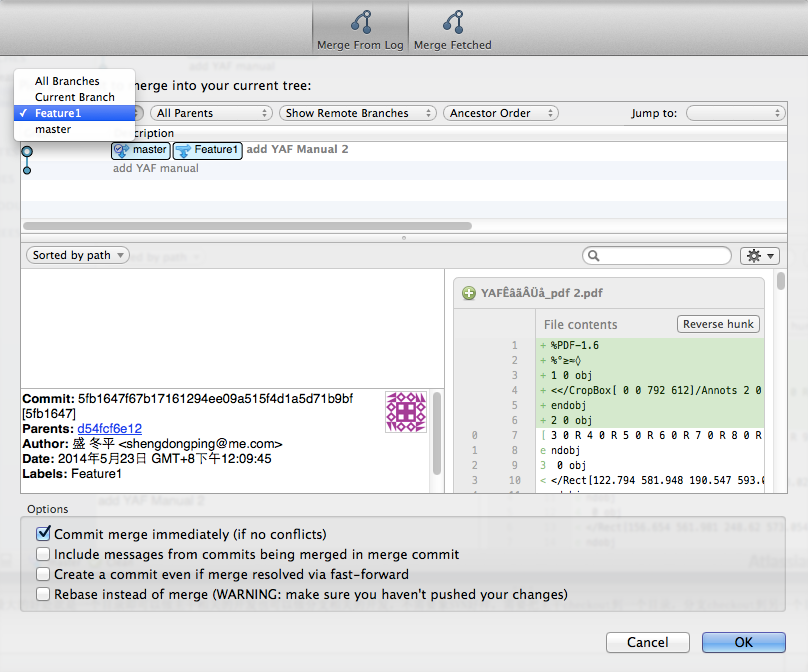 Merge From Log
Merge Fetched
merge into your current tree:
All Branches
Current Branch
✓ Feature1
master
All Parents
Show Remote Branches
Ancestor Order
Jump to:
cription
master
Feature1
add YAF Manual 2
add YAF manual
Sorted by path
YAFÊâãÂÜå_pdf 2.pdf
File contents
Reverse hunk
1 + %PDF-1.6
2 + %°≥≈◊
3 + 1 0 obj
4 + <</CropBox[ 0 0 792 612]/Annots 2 0
5 + endobj
6 + 2 0 obj
0 7 [ 3 0 R 4 0 R 5 0 R 6 0 R 7 0 R 8 0 R
1 8 e ndobj
2 9 3 0 obj
3 10 < </Rect[122.794 581.948 190.547 593.0
Commit: 5fb1647f67b17161294ee09a515f4d1a5d71b9bf
[5fb1647]
Parents: d54fcf6e12
Author: 盛 冬平 <shengdongping@me.com>
Date: 2014年5月23日 GMT+8下午12:09:45
Labels: Feature1
Options
Commit merge immediately (if no conflicts)
Include messages from commits being merged in merge commit
Create a commit even if merge resolved via fast-forward
Rebase instead of merge (WARNING: make sure you haven't pushed your changes)
Cancel
OK